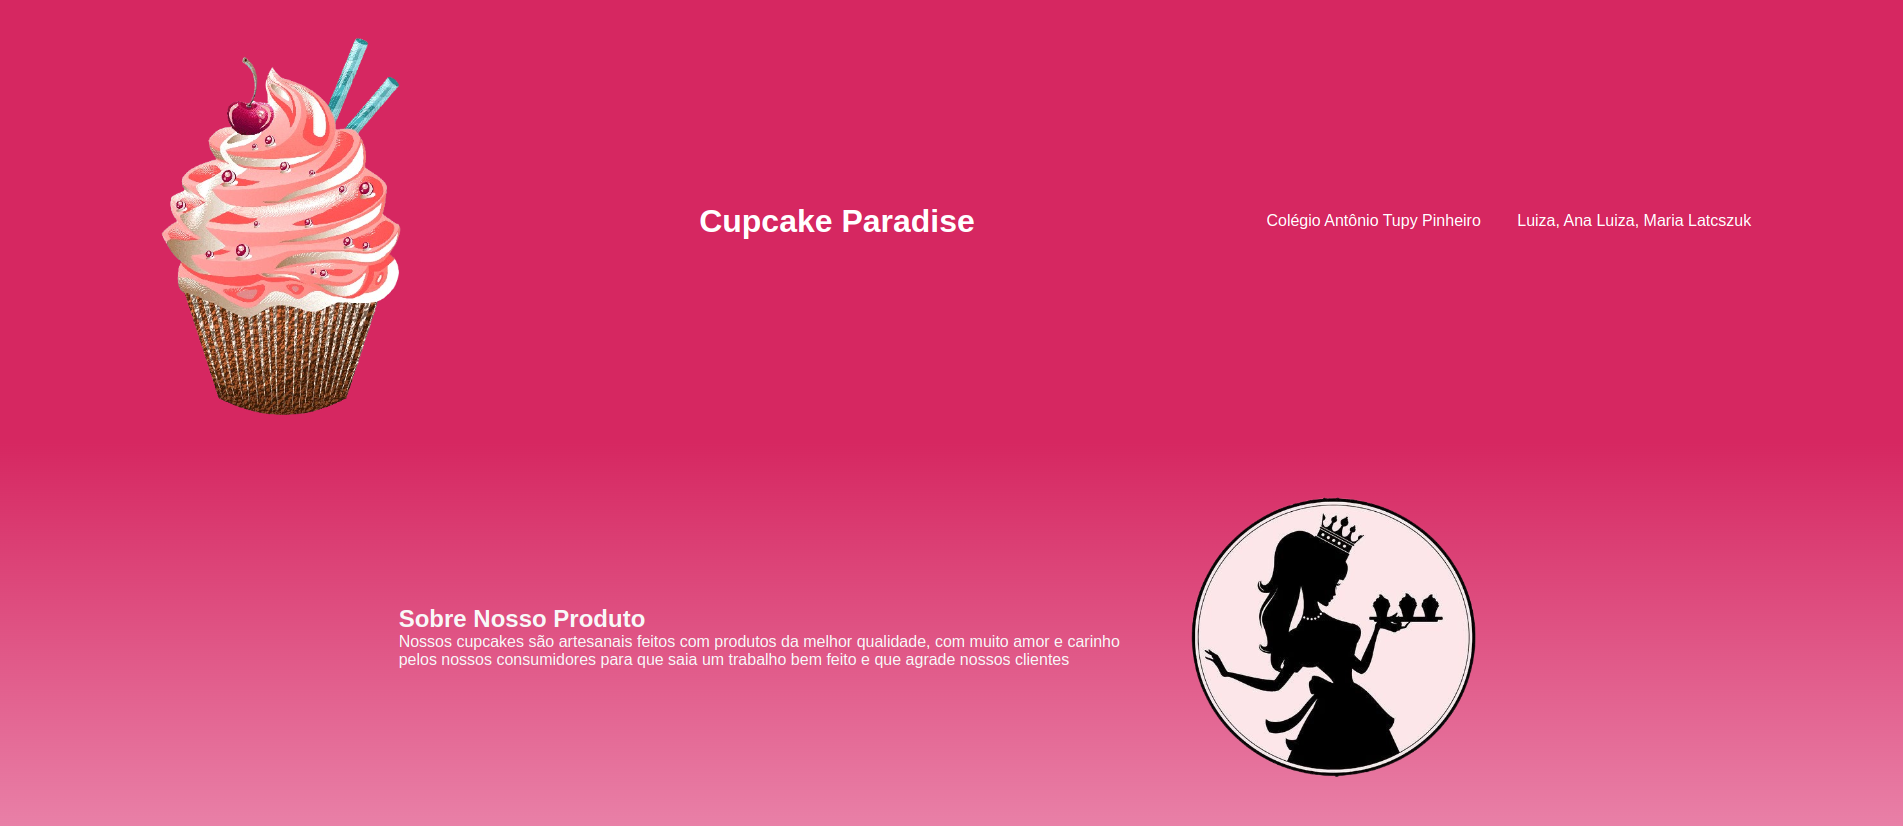 Cupcake Paradise
Colégio Antônio Tupy Pinheiro
Luiza, Ana Luiza, Maria Latcszuk
Sobre Nosso Produto
Nossos cupcakes são artesanais feitos com produtos da melhor qualidade, com muito amor e carinho
pelos nossos consumidores para que saia um trabalho bem feito e que agrade nossos clientes